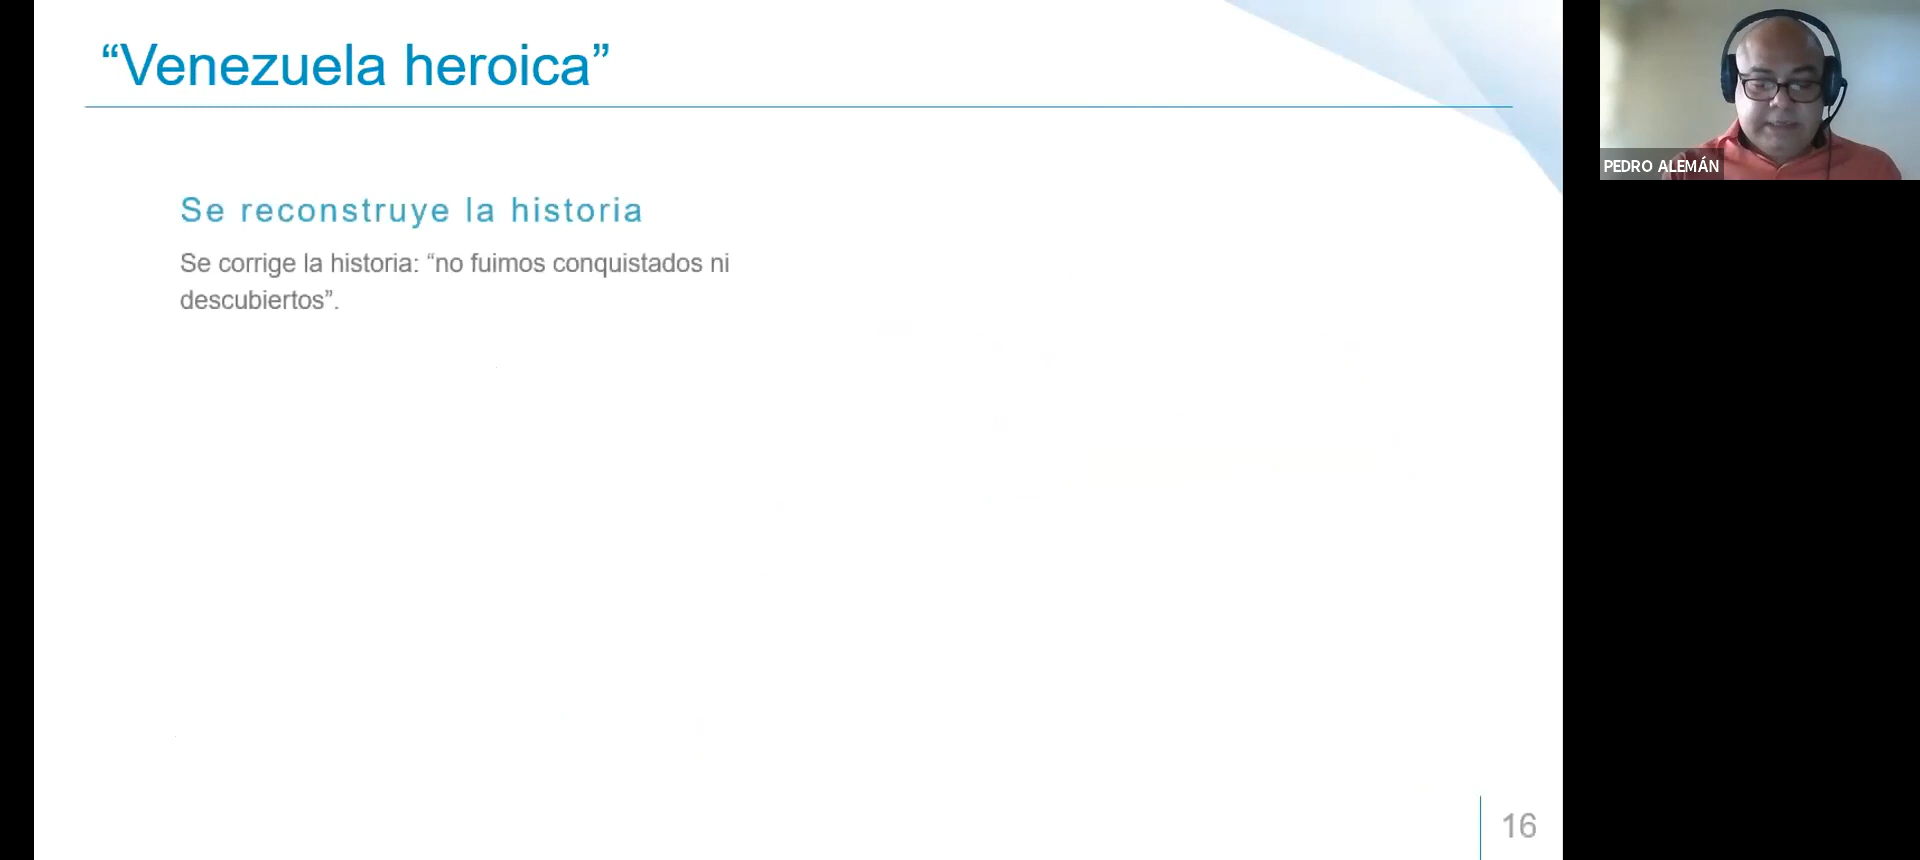 “Venezuela heroica”
Se reconstruye la historia
Se corrige la historia: “no fuimos conquistados ni
descubiertos”.
16
PEDRO ALEMÁN